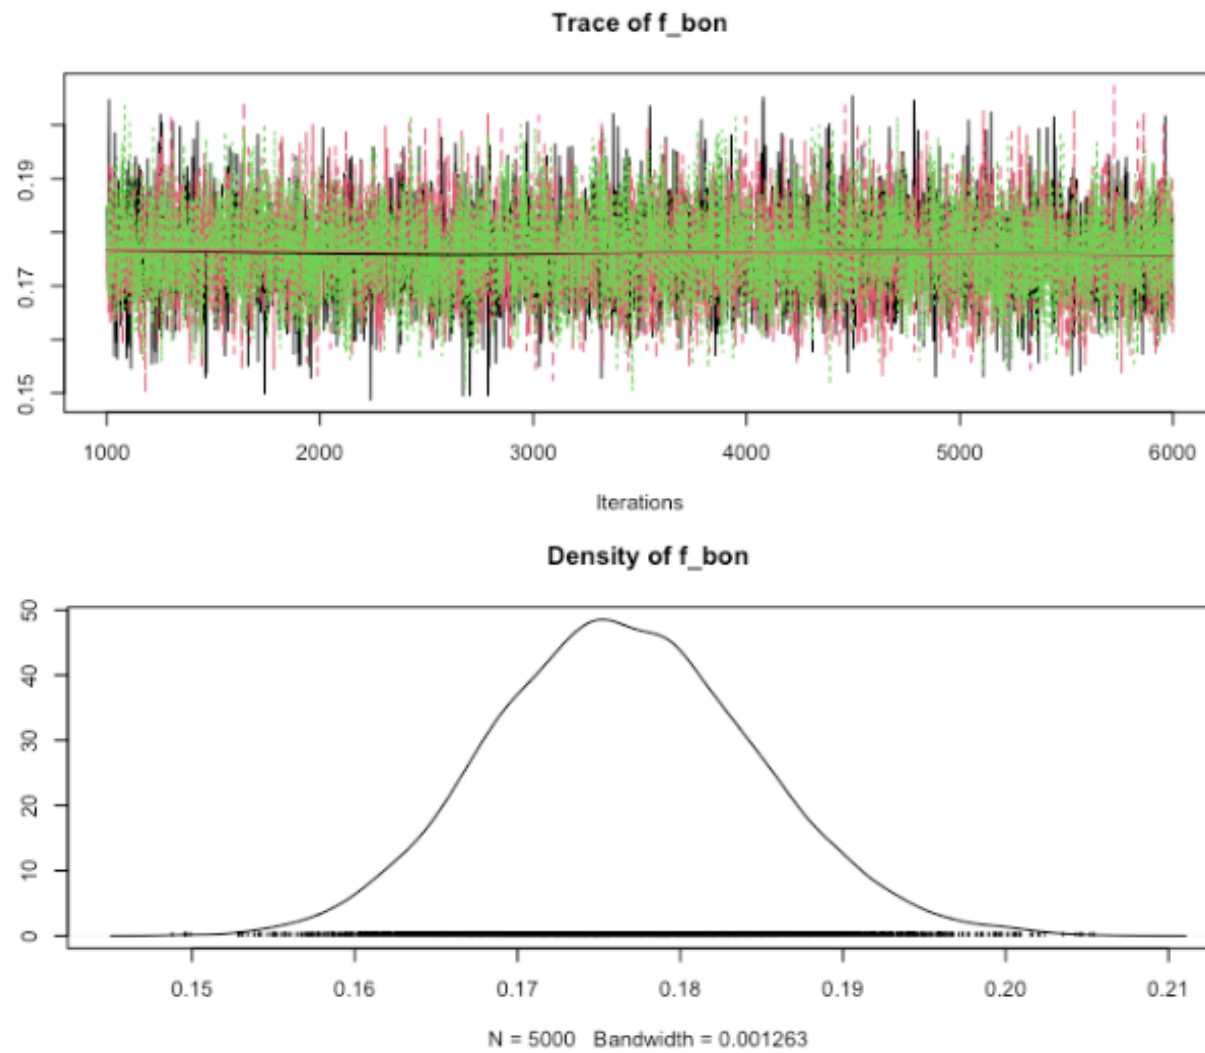 Trace of f_bon
0.19
0.17
0.15
1000 2000 3000 4000 5000 6000
Iterations
Density of f_bon
50
40
30
20
10
0
0.15 0.16 0.17 0.18 0.19 0.20 0.21
N = 5000 Bandwidth = 0.001263